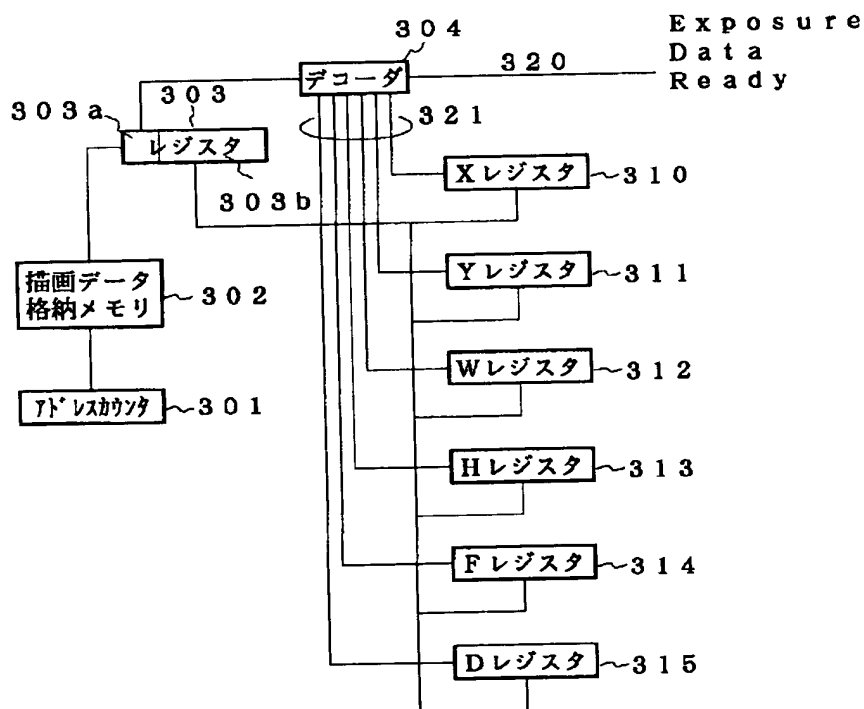 304
デコーダ
320
Exposure
Data
Ready
303a
303
レジスタ
303b
321
Xレジスタ
310
描画データ
格納メモリ
302
Yレジスタ
311
アドレスカウンタ
301
Wレジスタ
312
Hレジスタ
313
Fレジスタ
314
Dレジスタ
315